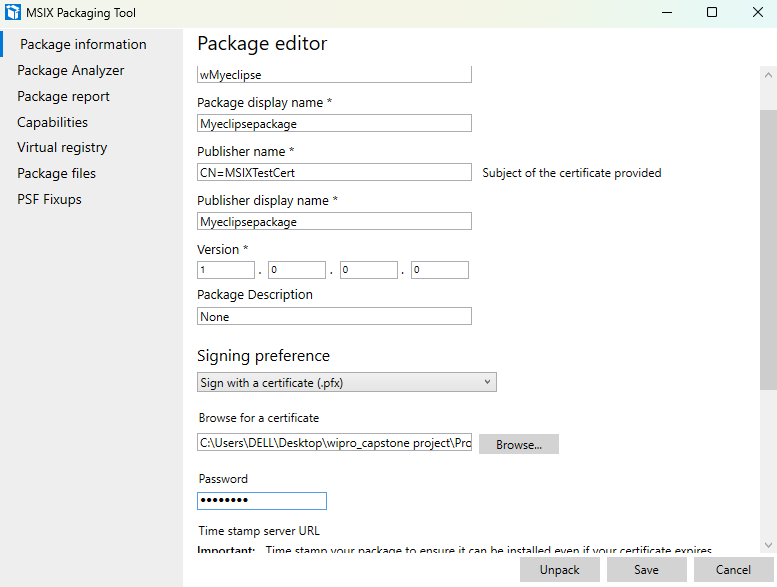 MSIX Packaging Tool
Package information
Package Analyzer
Package report
Capabilities
Virtual registry
Package files
PSF Fixups
Package editor
wMyeclipse
Package display name *
Myeclipsepackage
Publisher name *
CN=MSIXTestCert
Subject of the certificate provided
Publisher display name *
Myeclipsepackage
Version *
1 . 0 . 0 . 0
Package Description
None
Signing preference
Sign with a certificate (.pfx)
Browse for a certificate
C:\Users\DELL\Desktop\wipro_capstone project\Pro
Browse...
Password
••••••••
Time stamp server URL
Important: Time stamp your package to ensure it can be installed even if your certificate expires
Unpack
Save
Cancel